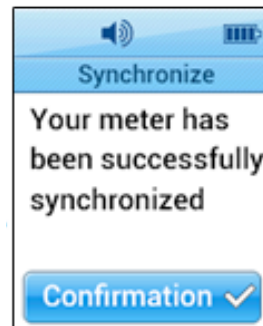 Synchronize
Your meter has
been successfully
synchronized
Confirmation